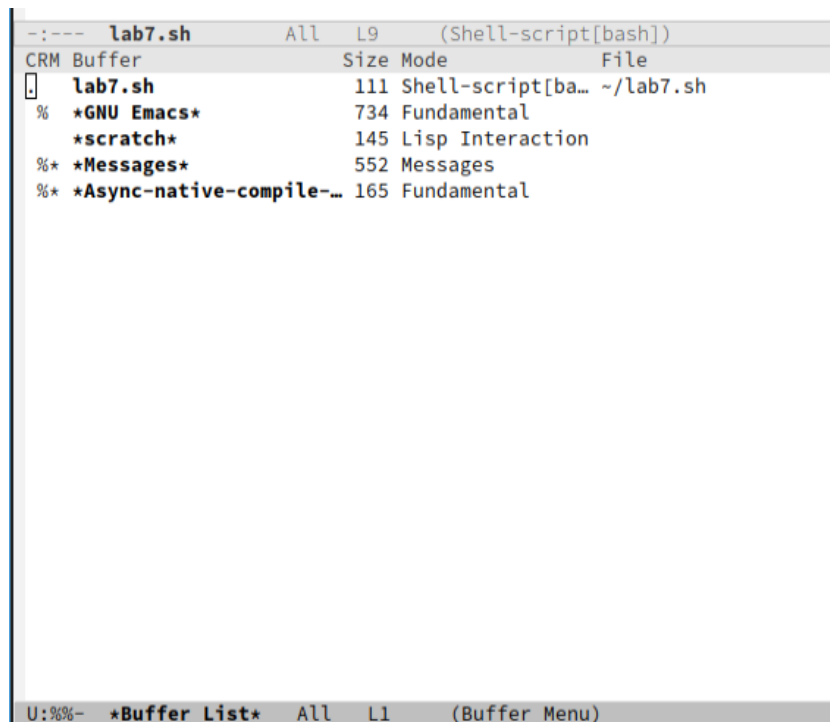 -:---  lab7.sh        All   L9     (Shell-script[bash])
CRM Buffer                Size Mode             File
.   lab7.sh                111 Shell-script[ba… ~/lab7.sh
 %  *GNU Emacs*            734 Fundamental
    *scratch*              145 Lisp Interaction
 %* *Messages*             552 Messages
 %* *Async-native-compile-… 165 Fundamental
U:%%-  *Buffer List*   All   L1     (Buffer Menu)